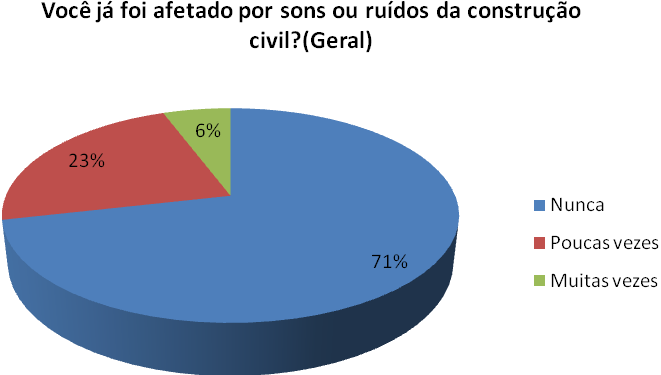 Você já foi afetado por sons ou ruídos da construção
civil?(Geral)
6%
23%
71%
Nunca
Poucas vezes
Muitas vezes